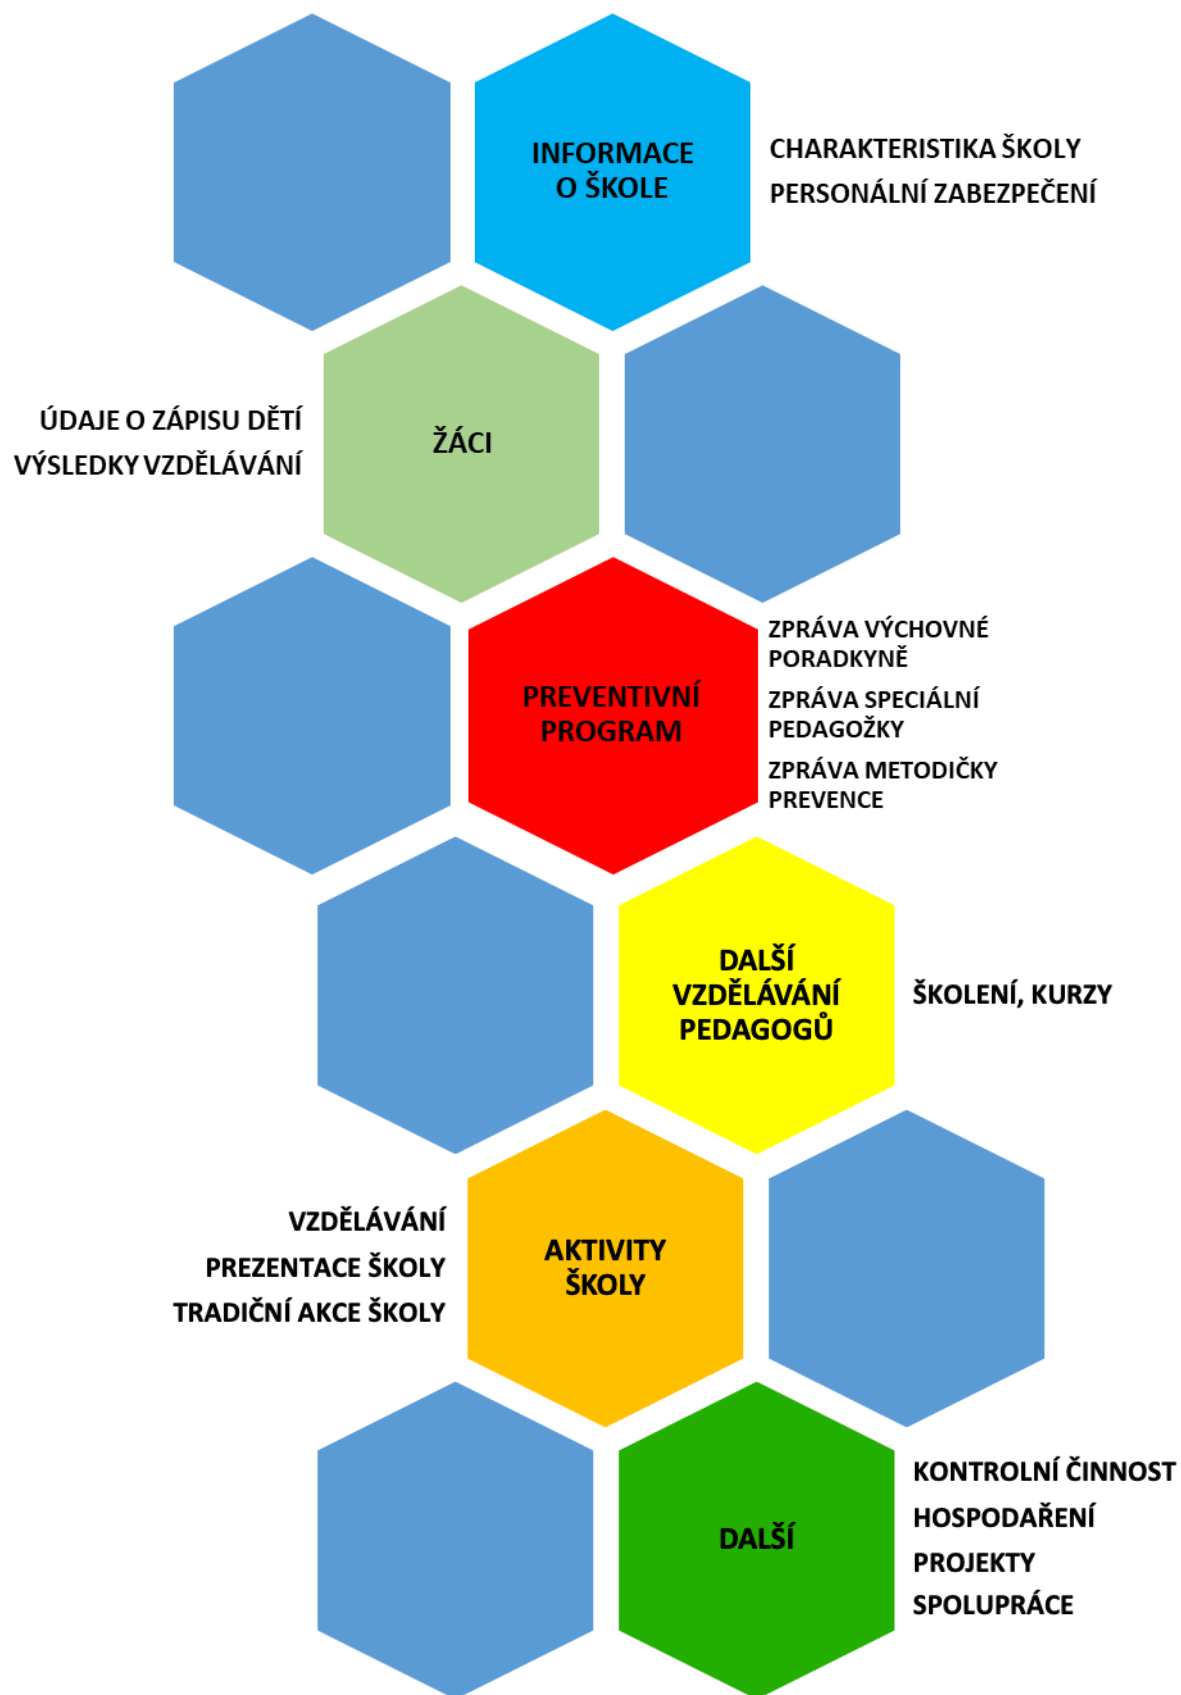 INFORMACE
O ŠKOLE
CHARAKTERISTIKA ŠKOLY
PERSONÁLNÍ ZABEZPEČENÍ
ÚDAJE O ZÁPISU DĚTÍ
VÝSLEDKY VZDĚLÁVÁNÍ
ŽÁCI
PREVENTIVNÍ
PROGRAM
ZPRÁVA VÝCHOVNÉ
PORADKYNĚ
ZPRÁVA SPECIÁLNÍ
PEDAGOŽKY
ZPRÁVA METODIČKY
PREVENCE
DALŠÍ
VZDĚLÁVÁNÍ
PEDAGOGŮ
ŠKOLENÍ, KURZY
VZDĚLÁVÁNÍ
PREZENTACE ŠKOLY
TRADIČNÍ AKCE ŠKOLY
AKTIVITY
ŠKOLY
DALŠÍ
KONTROLNÍ ČINNOST
HOSPODAŘENÍ
PROJEKTY
SPOLUPRÁCE